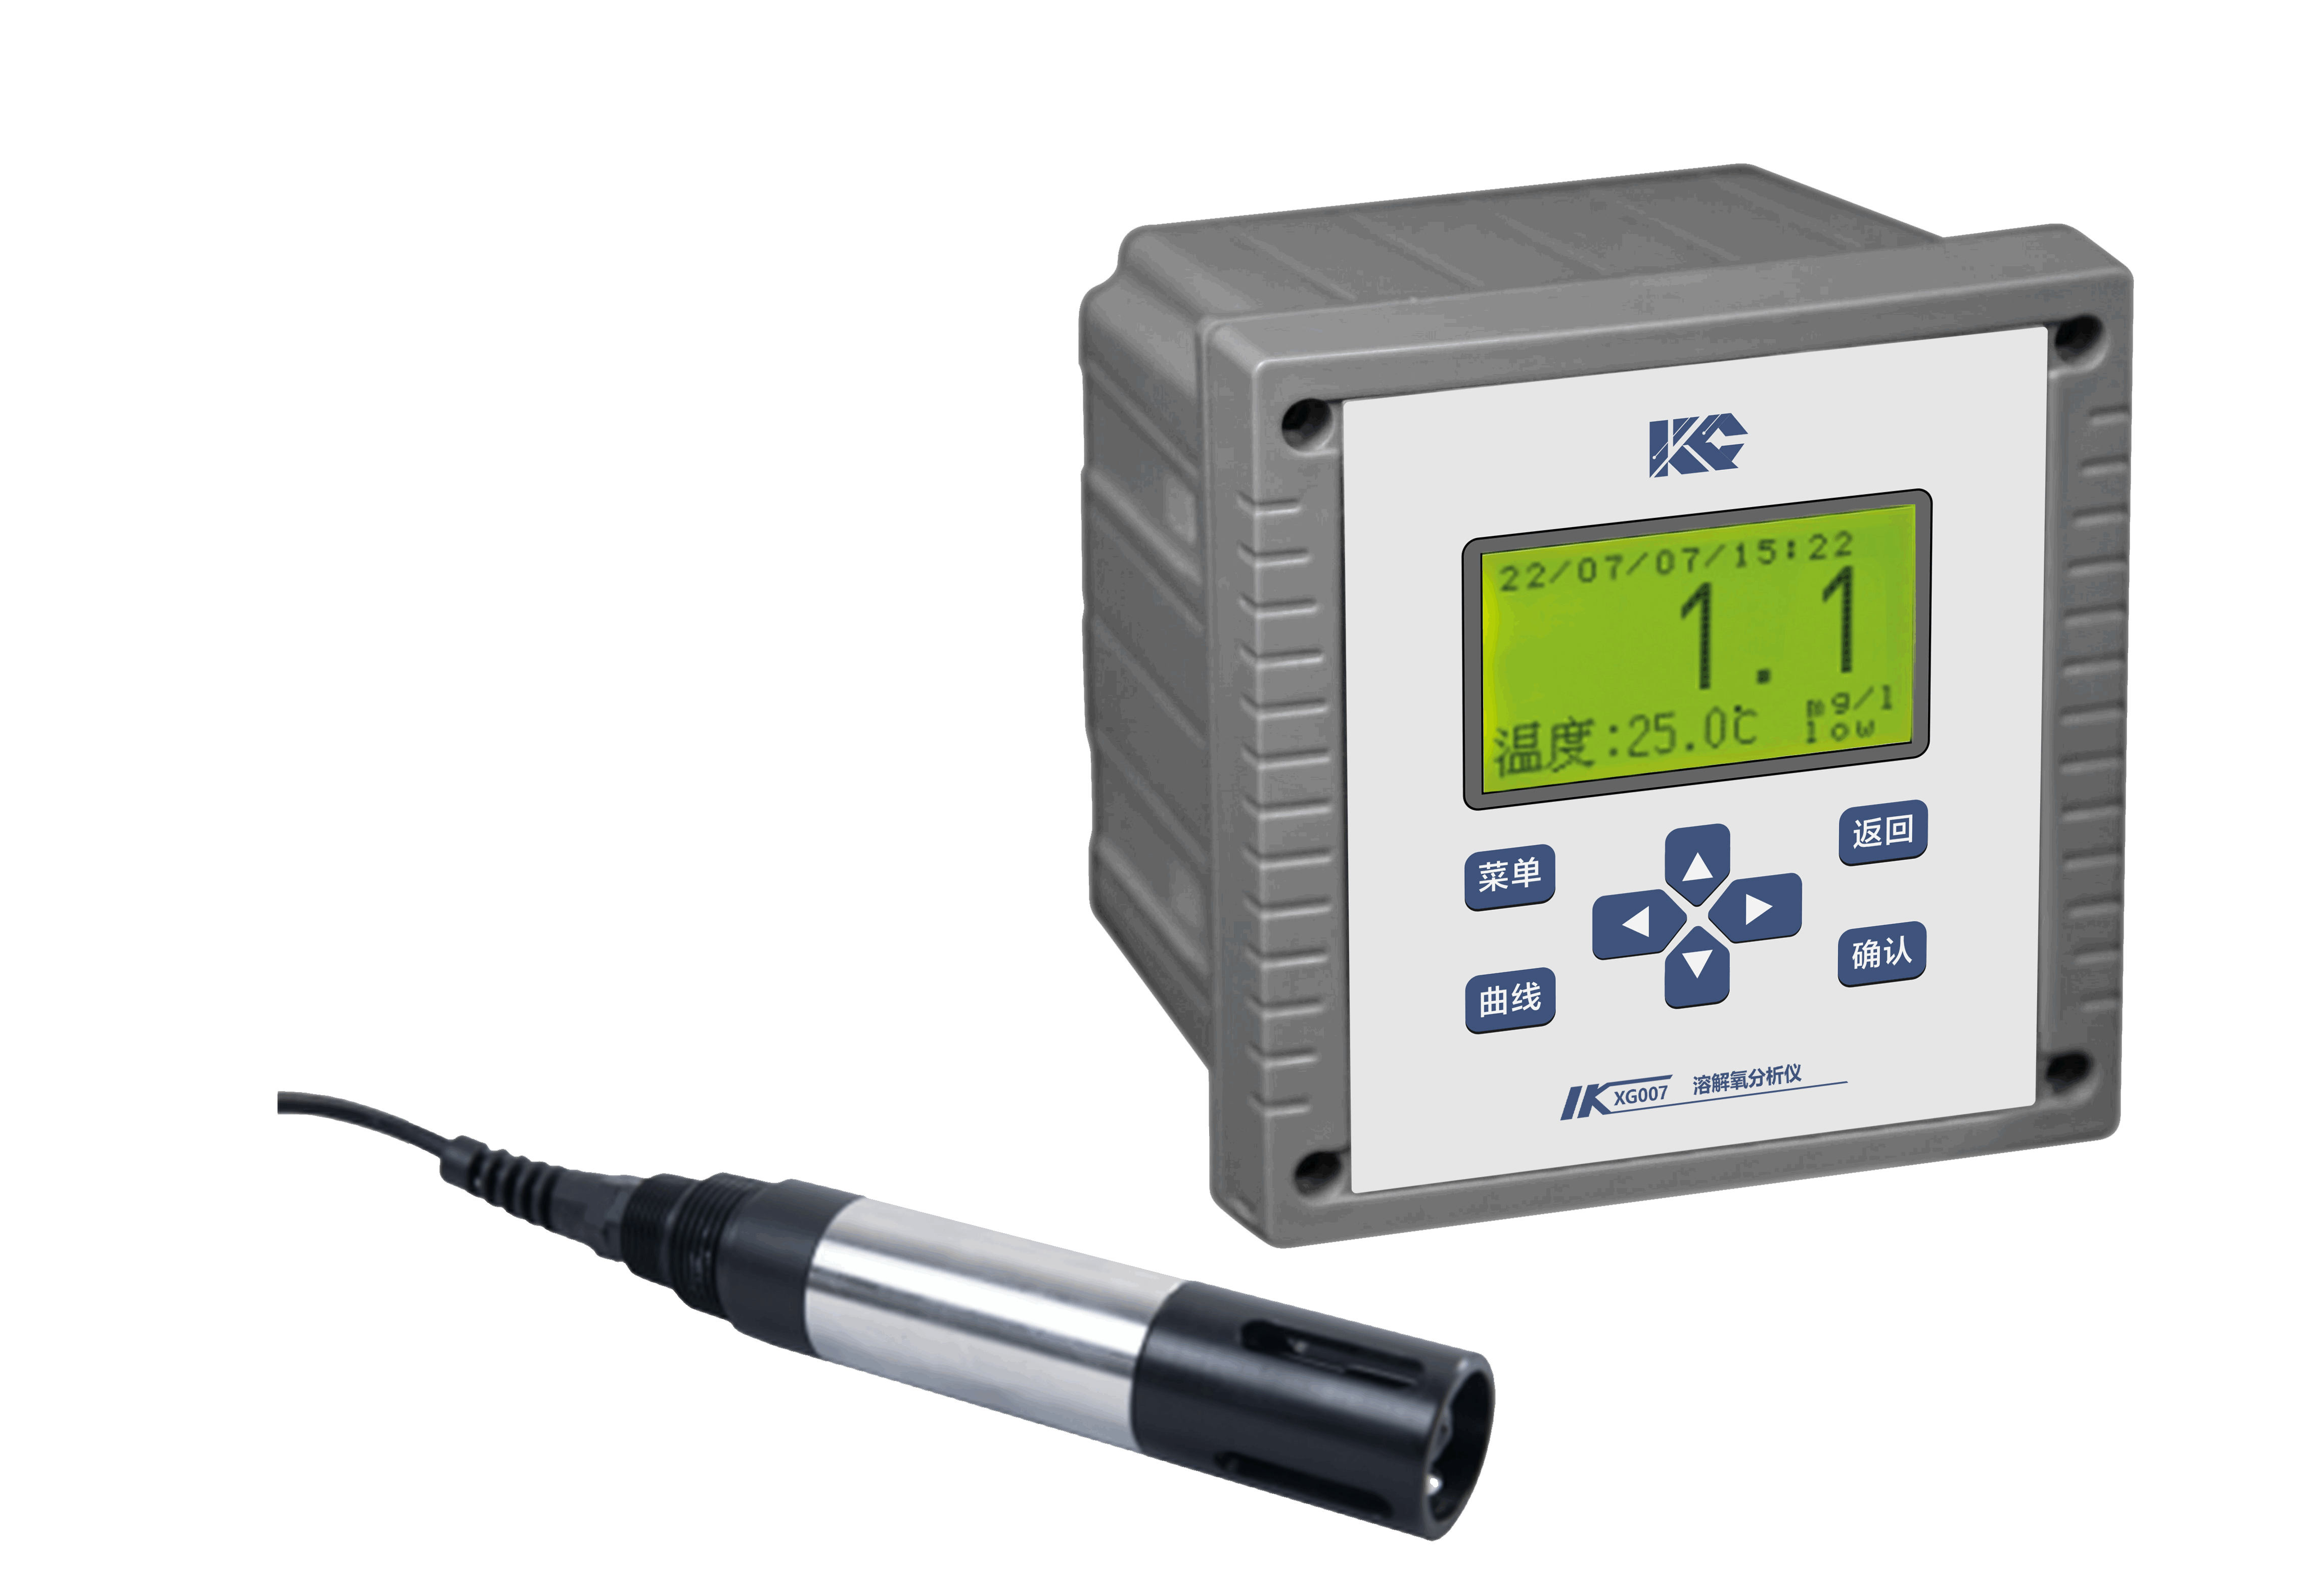 KC
22/07/07/15:22
1.1
mg/l
温度:25.0℃ low
菜单
返回
曲线
确认
XG007 溶解氧分析仪